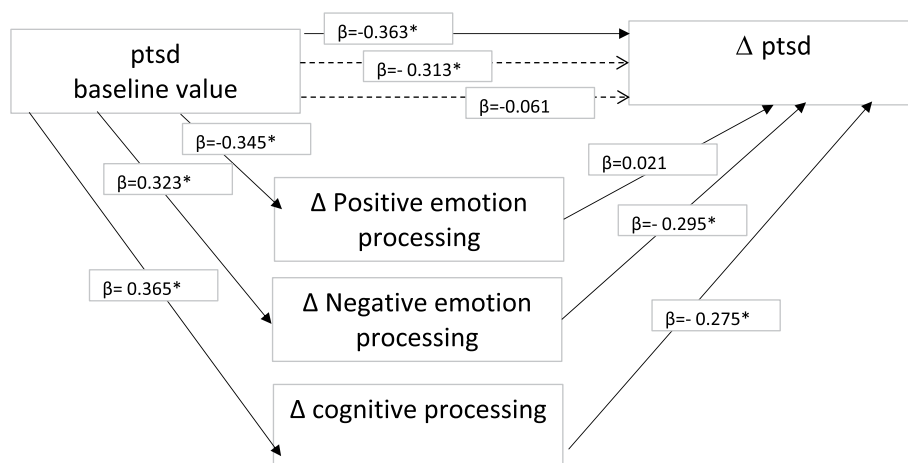 ptsd
baseline value
β=-0.363*
β=- 0.313*
β=-0.061
Δ ptsd
β=-0.345*
β=0.323*
β= 0.365*
Δ Positive emotion
processing
Δ Negative emotion
processing
Δ cognitive processing
β=0.021
β=- 0.295*
β=- 0.275*